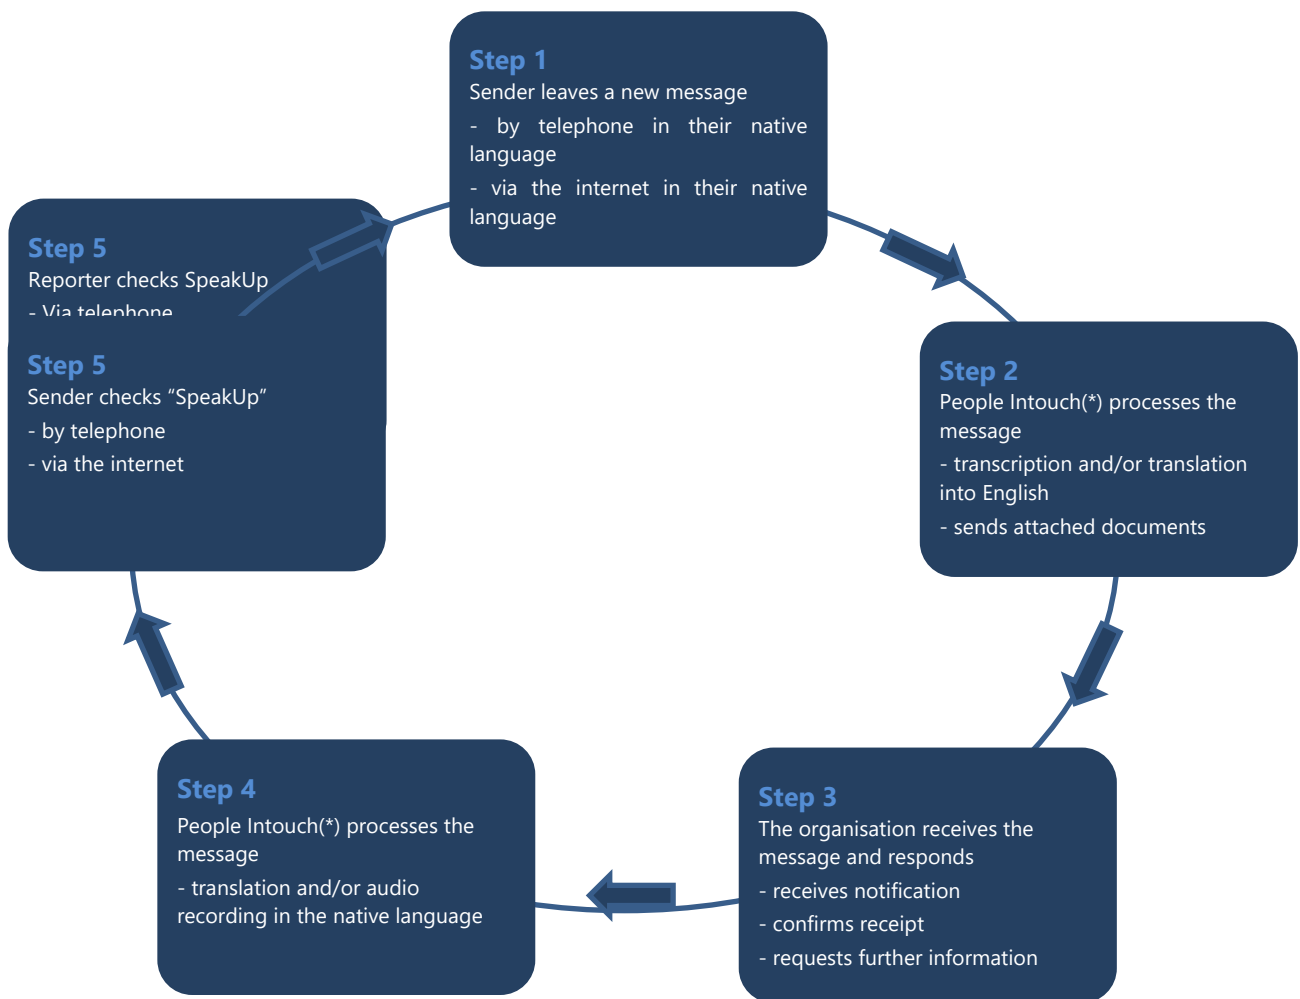 Step 1
Sender leaves a new message
- by telephone in their native
language
- via the internet in their native
language
Step 2
People Intouch(*) processes the
message
- transcription and/or translation
into English
- sends attached documents
Step 3
The organisation receives the
message and responds
- receives notification
- confirms receipt
- requests further information
Step 4
People Intouch(*) processes the
message
- translation and/or audio
recording in the native language
Step 5
Reporter checks SpeakUp
- Via telephone
Step 5
Sender checks “SpeakUp”
- by telephone
- via the internet